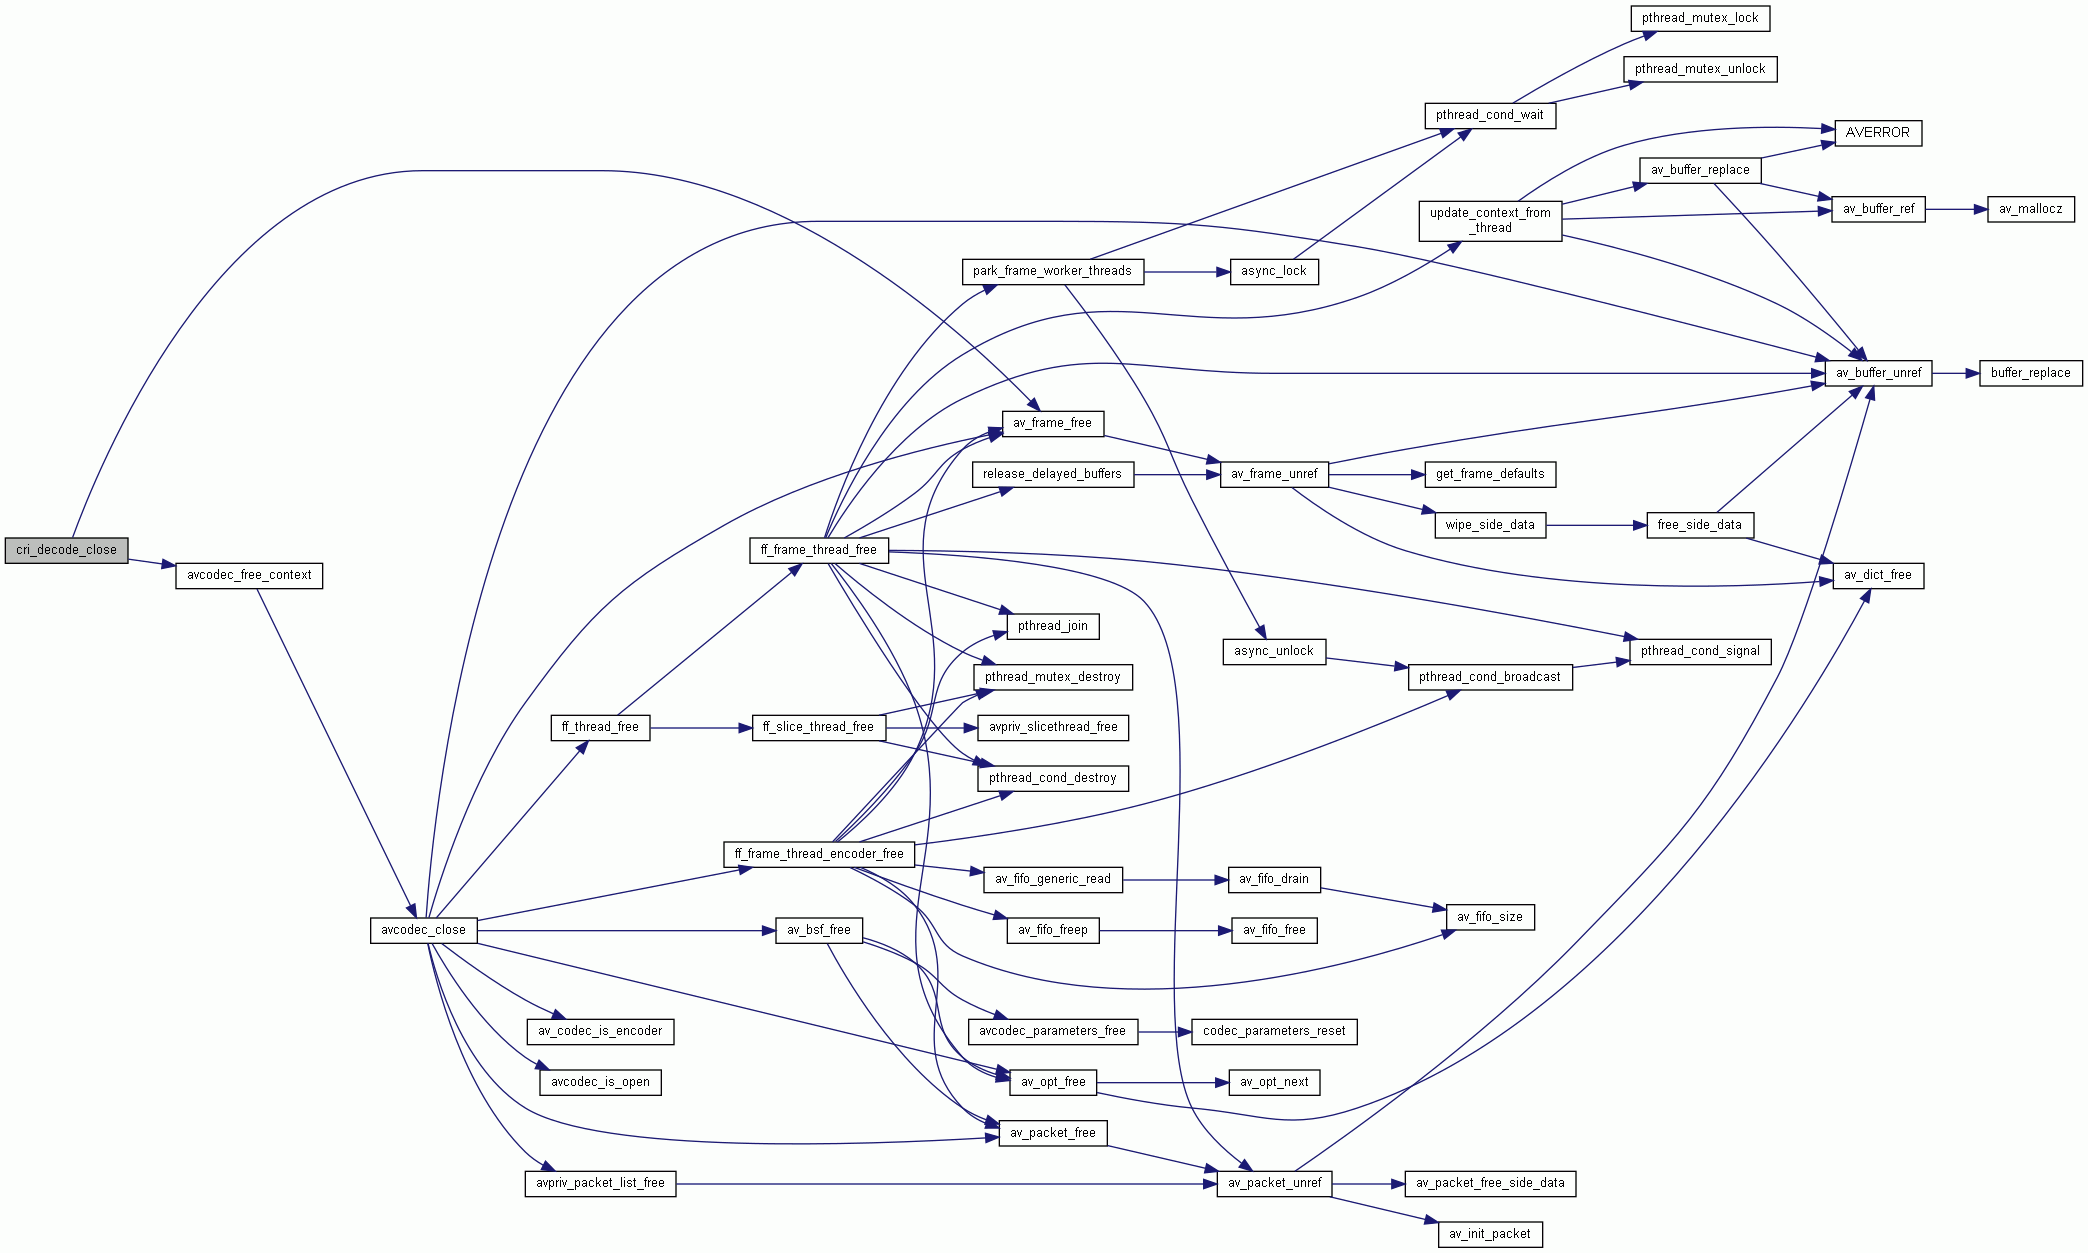 pthread_mutex_lock
pthread_mutex_unlock
pthread_cond_wait
AVERROR
av_buffer_replace
av_buffer_ref
av_mallocz
update_context_from
_thread
park_frame_worker_threads
async_lock
av_buffer_unref
buffer_replace
av_frame_free
release_delayed_buffers
av_frame_unref
get_frame_defaults
wipe_side_data
free_side_data
cri_decode_close
ff_frame_thread_free
avcodec_free_context
av_dict_free
pthread_join
async_unlock
pthread_cond_signal
pthread_mutex_destroy
pthread_cond_broadcast
ff_thread_free
ff_slice_thread_free
avpriv_slicethread_free
pthread_cond_destroy
ff_frame_thread_encoder_free
av_fifo_generic_read
av_fifo_drain
av_fifo_size
avcodec_close
av_bsf_free
av_fifo_freep
av_fifo_free
av_codec_is_encoder
avcodec_parameters_free
codec_parameters_reset
avcodec_is_open
av_opt_free
av_opt_next
av_packet_free
avpriv_packet_list_free
av_packet_unref
av_packet_free_side_data
av_init_packet